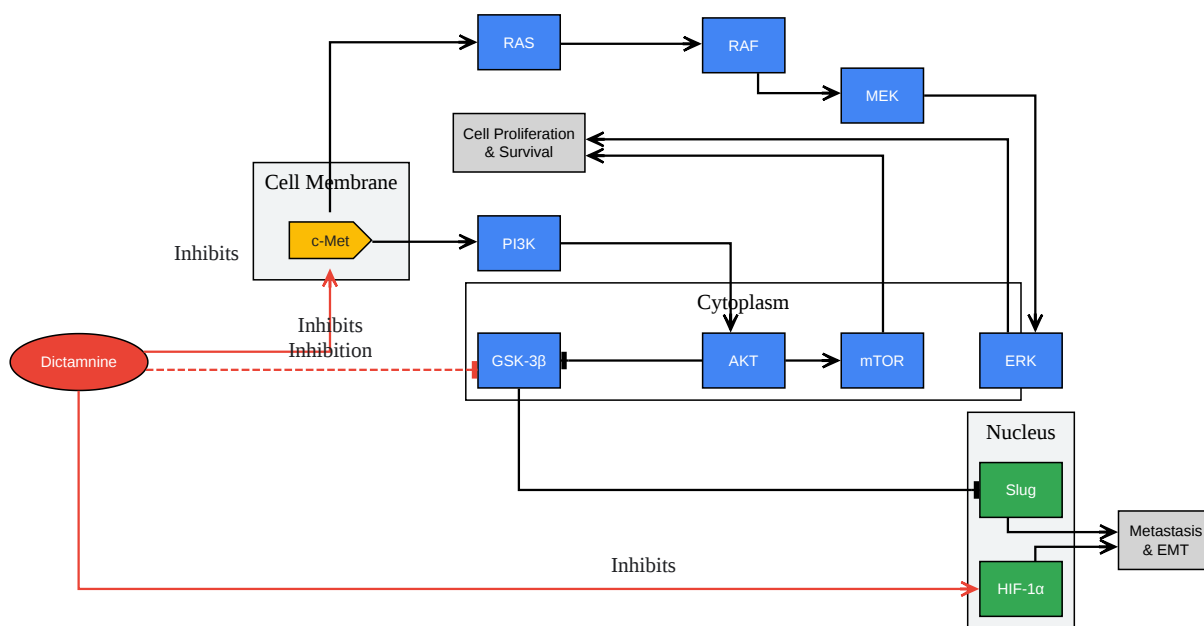 RAS
RAF
MEK
Cell Proliferation
& Survival
Cell Membrane
c-Met
PI3K
Inhibits
Cytoplasm
Inhibits
Inhibition
Dictamnine
GSK-3β
AKT
mTOR
ERK
Nucleus
Slug
Metastasis
& EMT
Inhibits
HIF-1α